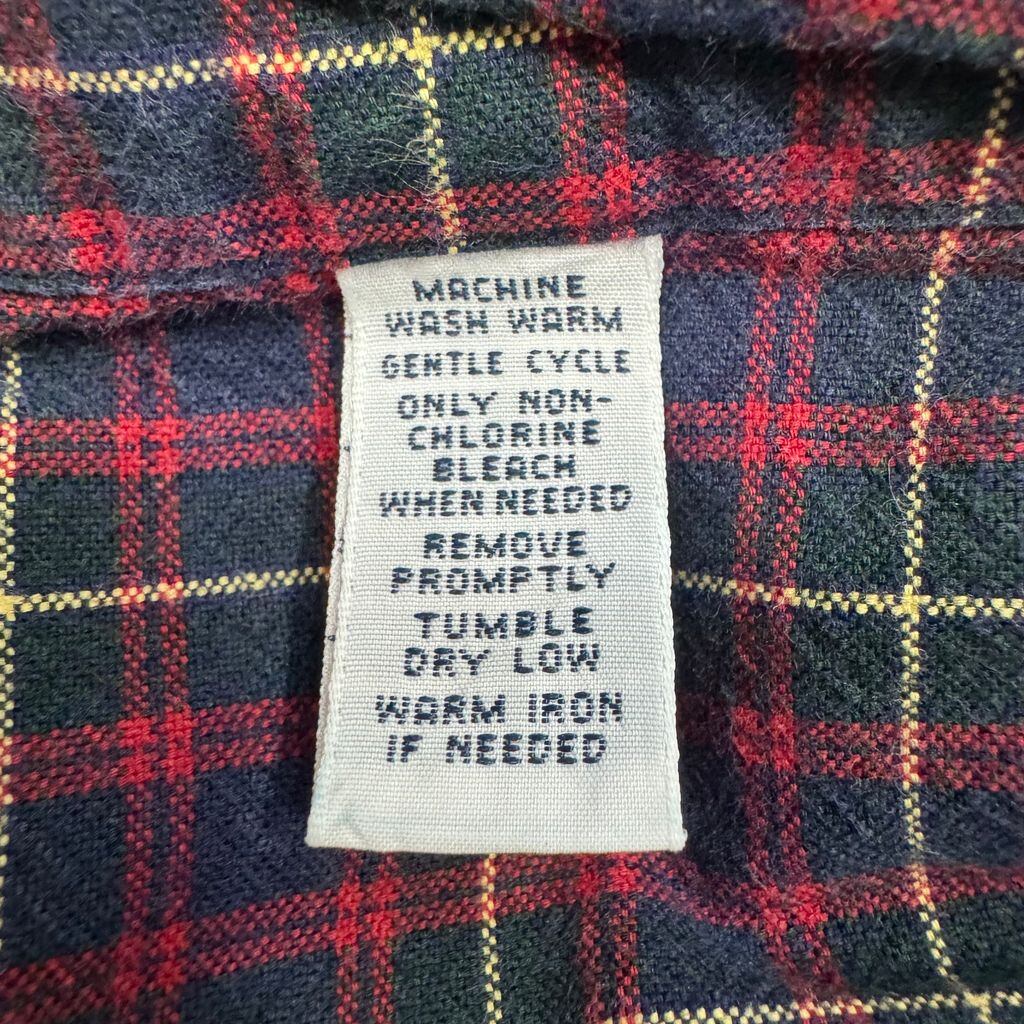 MACHINE
WASH WARM
GENTLE CYCLE
ONLY NON-
CHLORINE
BLEACH
WHEN NEEDED
REMOVE
PROMPTLY
TUMBLE
DRY LOW
WARM IRON
IF NEEDED